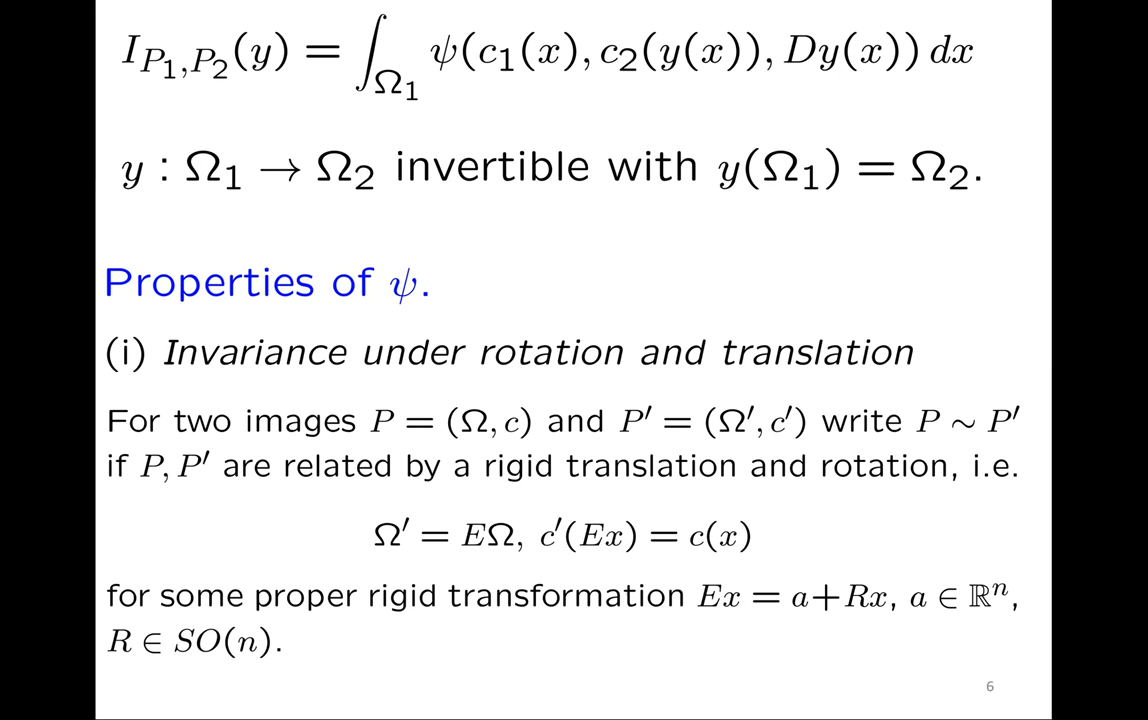 I_{P_1,P_2}(y) = ∫_{Ω_1} ψ(c_1(x), c_2(y(x)), Dy(x)) dx
y : Ω_1 → Ω_2 invertible with y(Ω_1) = Ω_2.
Properties of ψ.
(i) Invariance under rotation and translation
For two images P = (Ω, c) and P′ = (Ω′, c′) write P ∼ P′
if P, P′ are related by a rigid translation and rotation, i.e.
Ω′ = EΩ, c′(Ex) = c(x)
for some proper rigid transformation Ex = a+Rx, a ∈ ℝⁿ,
R ∈ SO(n).
6